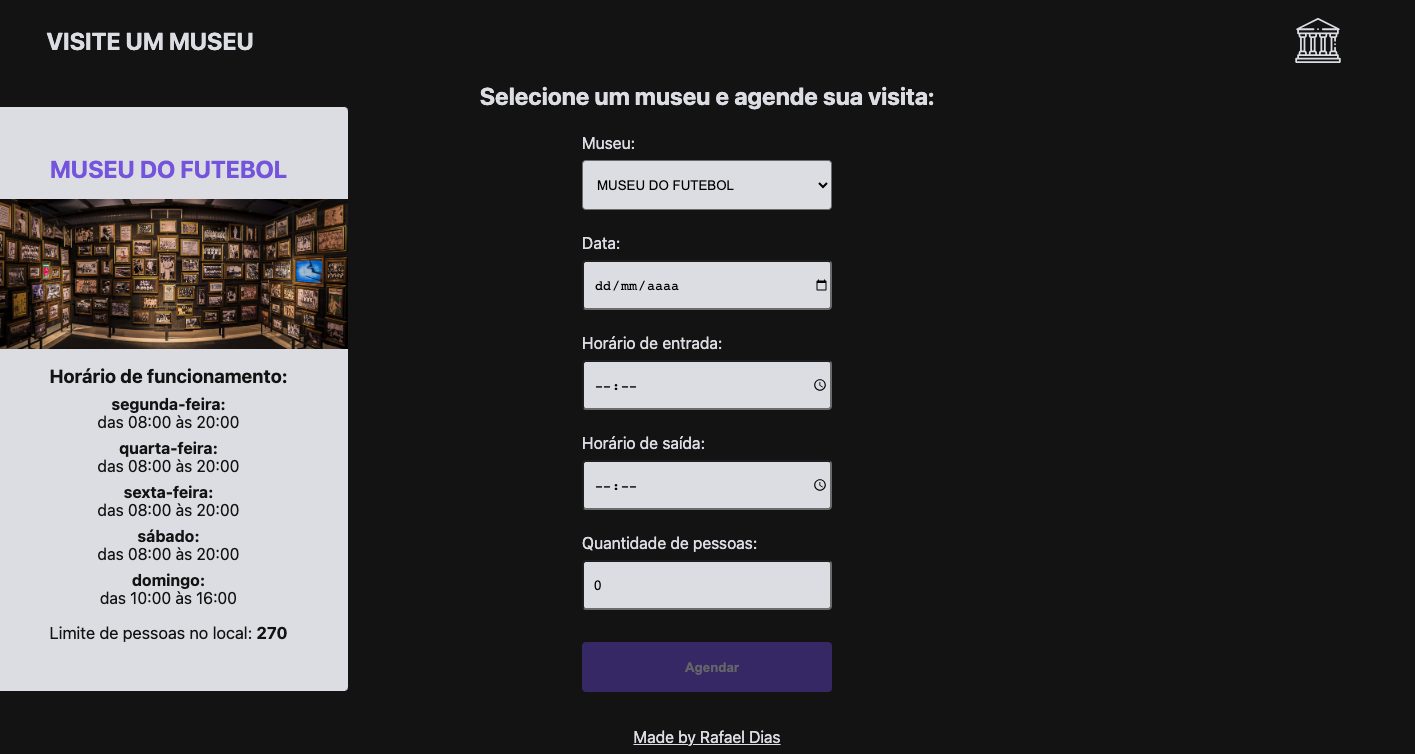 VISITE UM MUSEU
Selecione um museu e agende sua visita:
MUSEU DO FUTEBOL
Horário de funcionamento:
segunda-feira:
das 08:00 às 20:00
quarta-feira:
das 08:00 às 20:00
sexta-feira:
das 08:00 às 20:00
sábado:
das 08:00 às 20:00
domingo:
das 10:00 às 16:00
Limite de pessoas no local: 270
Museu:
MUSEU DO FUTEBOL
Data:
dd/mm/aaaa
Horário de entrada:
--:--
Horário de saída:
--:--
Quantidade de pessoas:
0
Agendar
Made by Rafael Dias